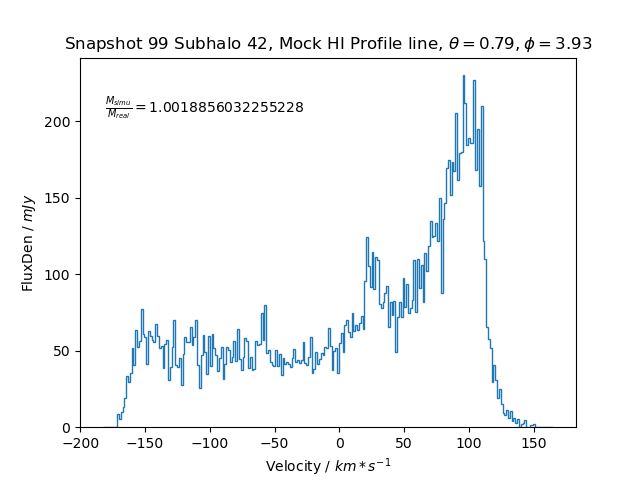 Snapshot 99 Subhalo 42, Mock HI Profile line, θ = 0.79, ϕ = 3.93
M_simu/M_real = 1.0018856032255228
FluxDen / mJy
200
150
100
50
0
−200 −150 −100 −50 0 50 100 150
Velocity / km * s⁻¹